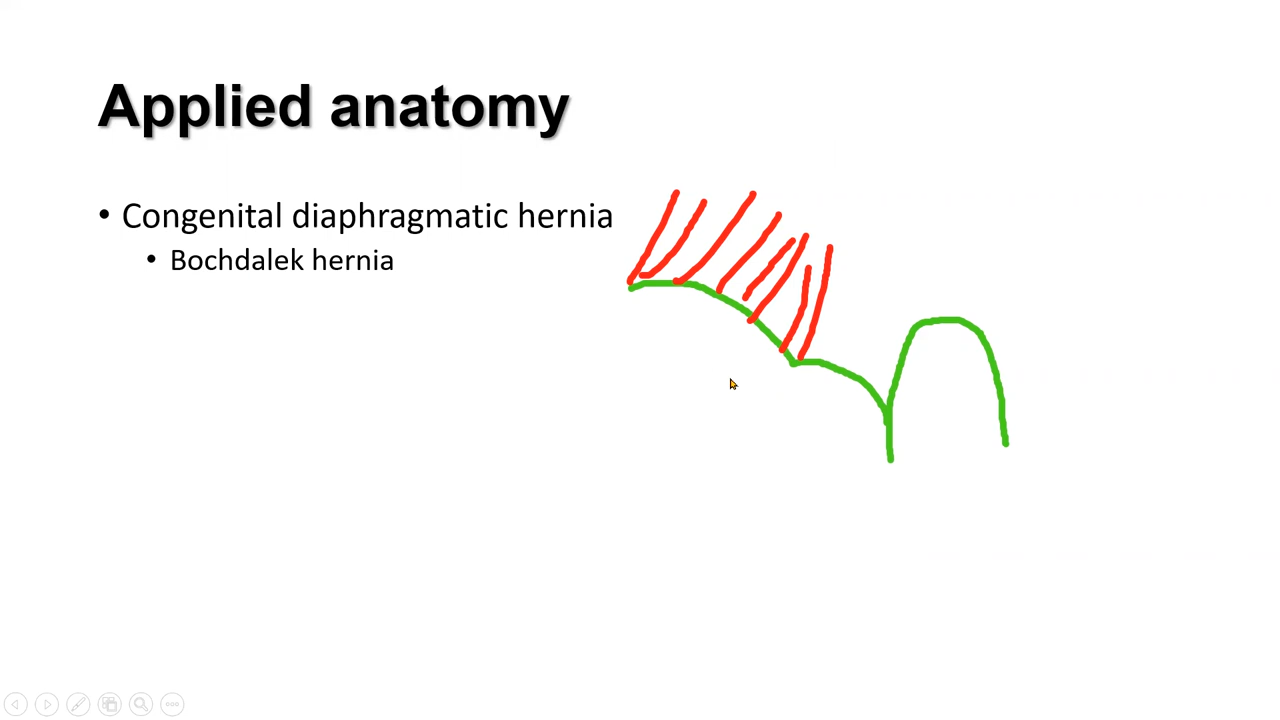 Applied anatomy
• Congenital diaphragmatic hernia
• Bochdalek hernia